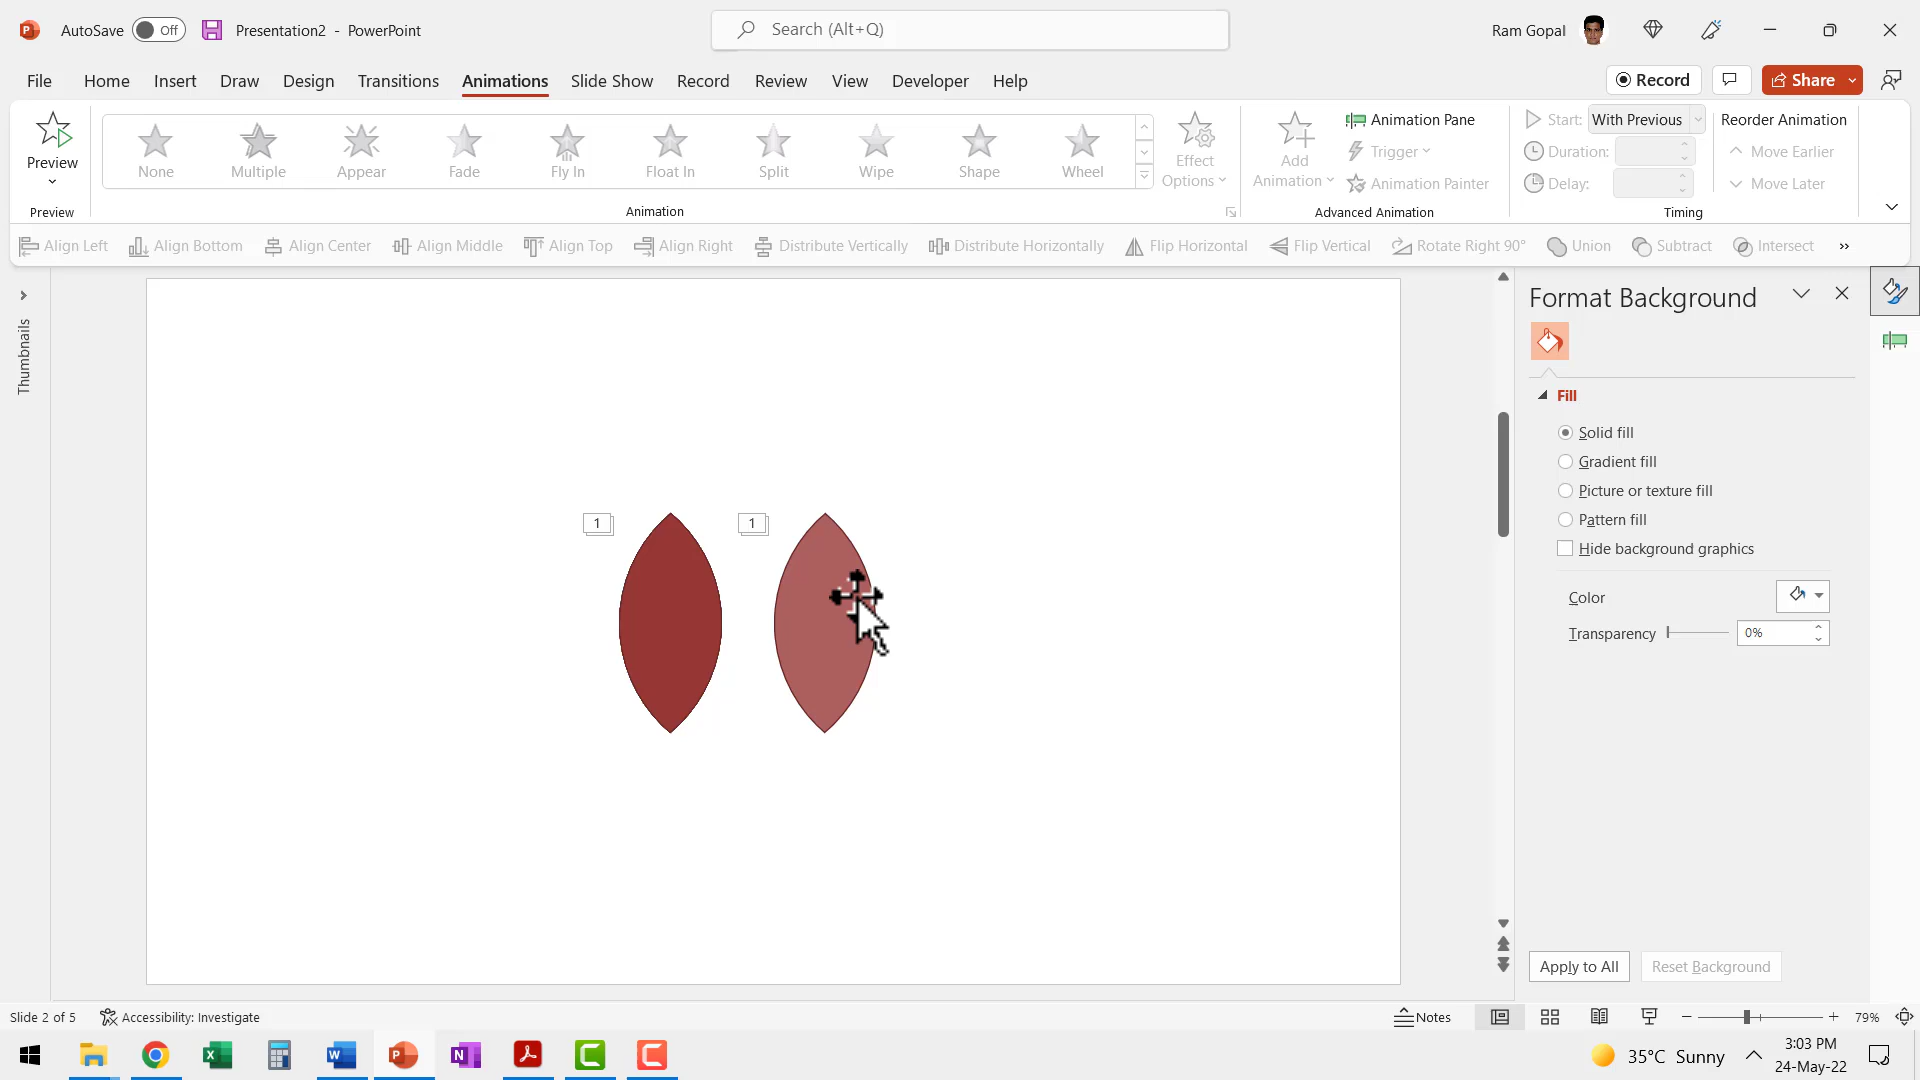 AutoSave Off Presentation2 - PowerPoint Search (Alt+Q) Ram Gopal
File Home Insert Draw Design Transitions Animations Slide Show Record Review View Developer Help Record Share
Preview None Multiple Appear Fade Fly In Float In Split Wipe Shape Wheel Effect Options Add Animation Animation Pane Trigger Animation Painter Start: With Previous Duration: Delay: Reorder Animation Move Earlier Move Later
Preview Animation Advanced Animation Timing
Align Left Align Bottom Align Center Align Middle Align Top Align Right Distribute Vertically Distribute Horizontally Flip Horizontal Flip Vertical Rotate Right 90° Union Subtract Intersect »
Thumbnails
1 1
Format Background
Fill
Solid fill
Gradient fill
Picture or texture fill
Pattern fill
Hide background graphics
Color
Transparency 0%
Apply to All Reset Background
Slide 2 of 5 Accessibility: Investigate Notes 79%
35°C Sunny 3:03 PM
24-May-22